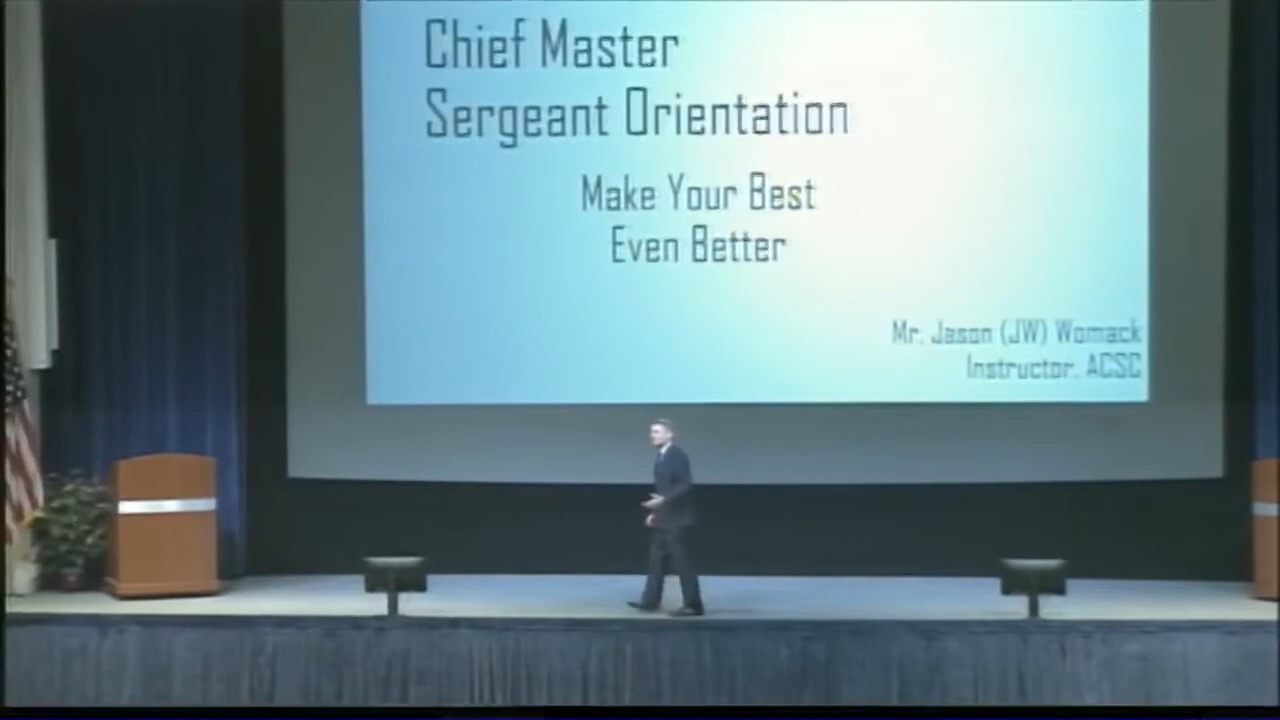 Chief Master
Sergeant Orientation
Make Your Best
Even Better
Mr. Jason (JW) Womack
Instructor, ACSC